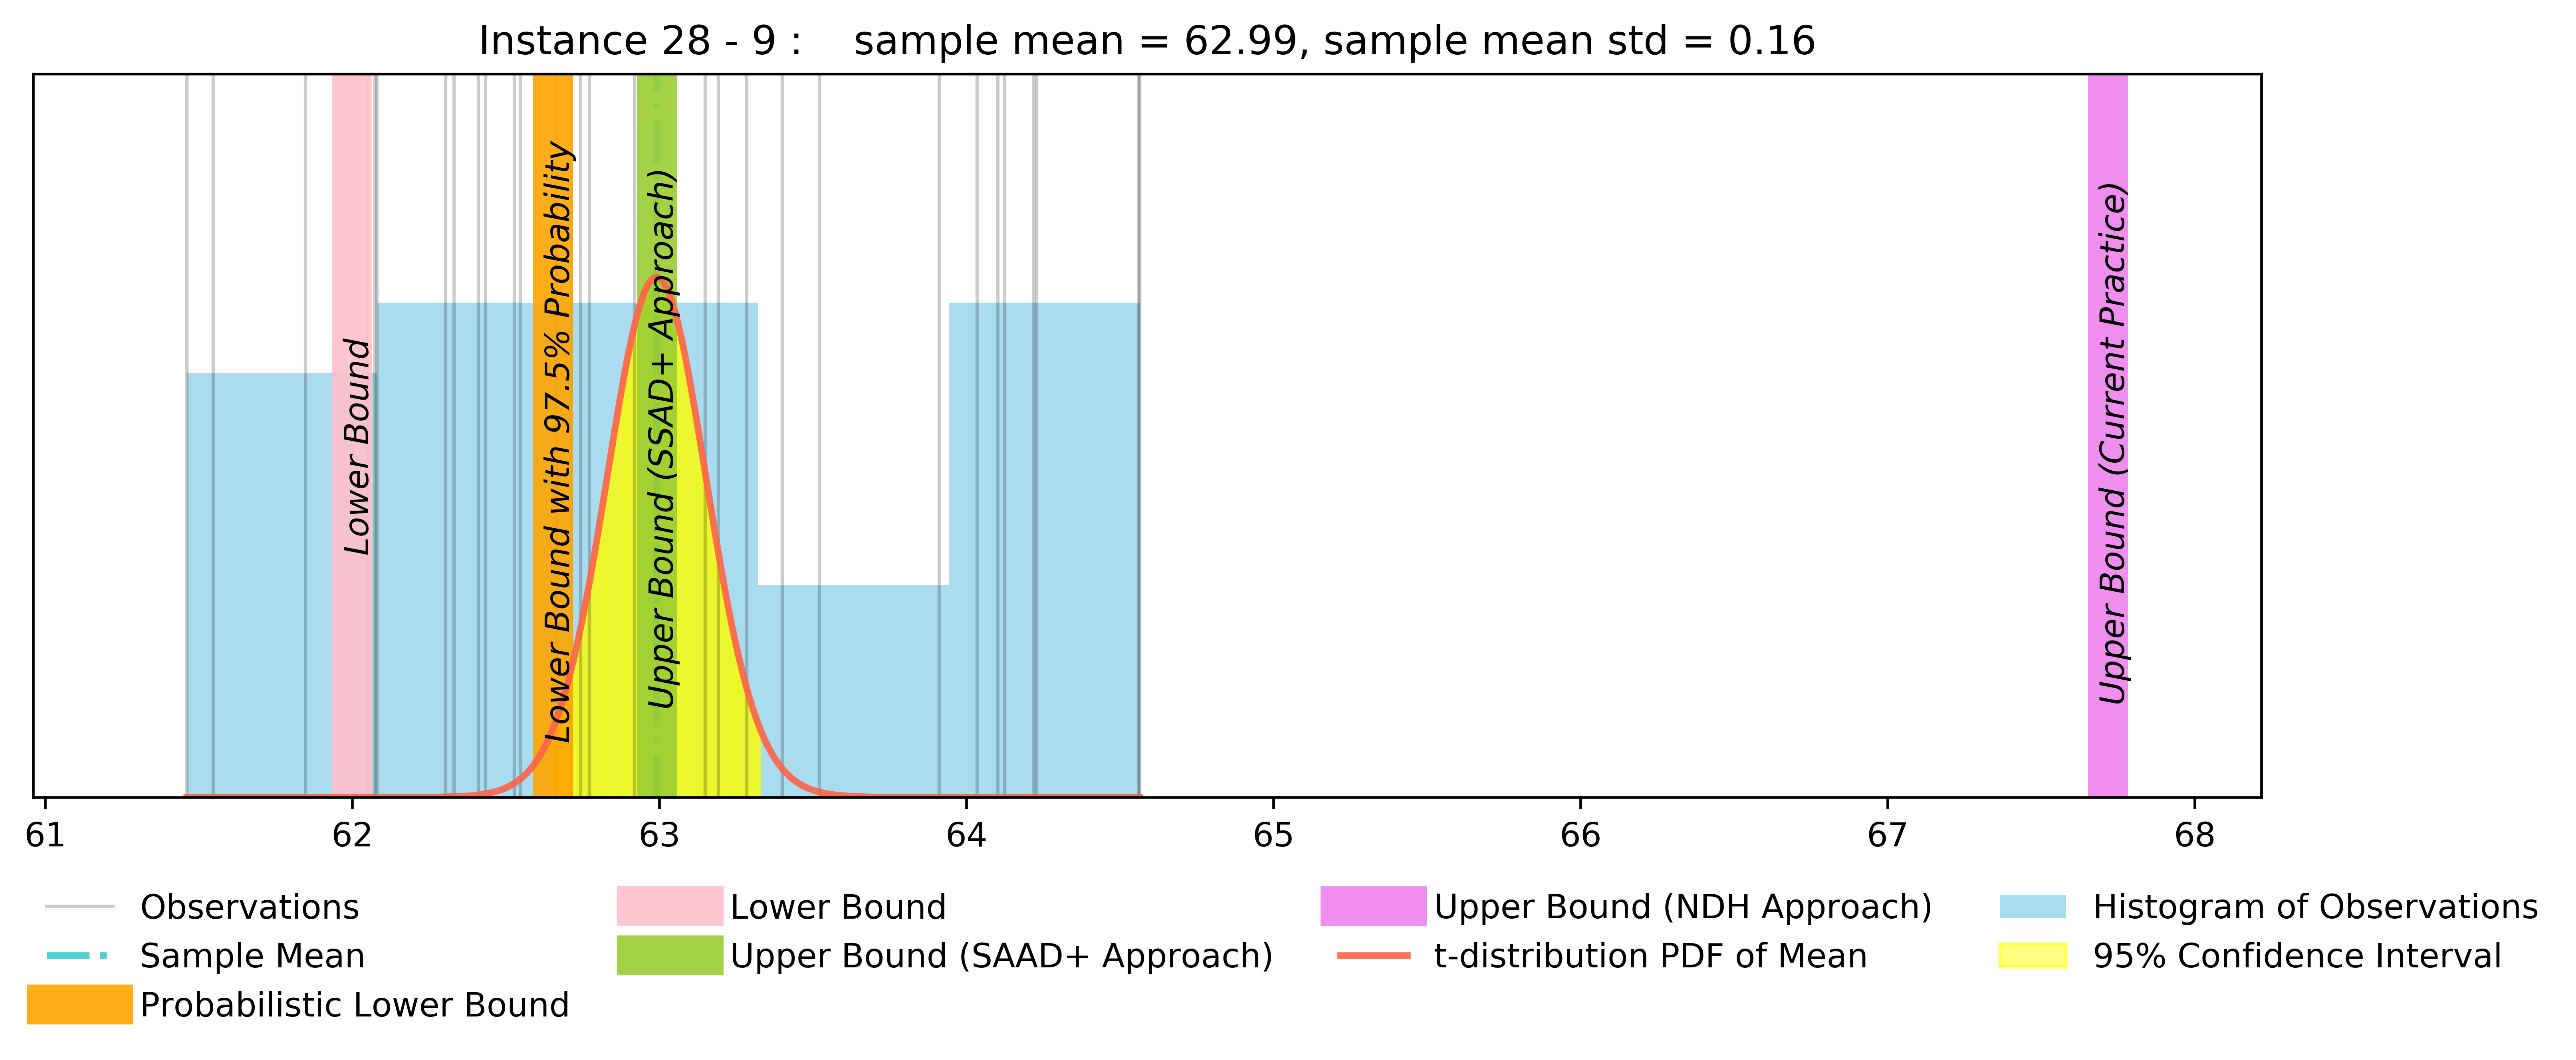 Instance 28 - 9 :    sample mean = 62.99, sample mean std = 0.16
Lower Bound
Lower Bound with 97.5% Probability
Upper Bound (SSAD+ Approach)
Upper Bound (Current Practice)
61 62 63 64 65 66 67 68
Observations
Sample Mean
Probabilistic Lower Bound
Lower Bound
Upper Bound (SAAD+ Approach)
Upper Bound (NDH Approach)
t-distribution PDF of Mean
Histogram of Observations
95% Confidence Interval